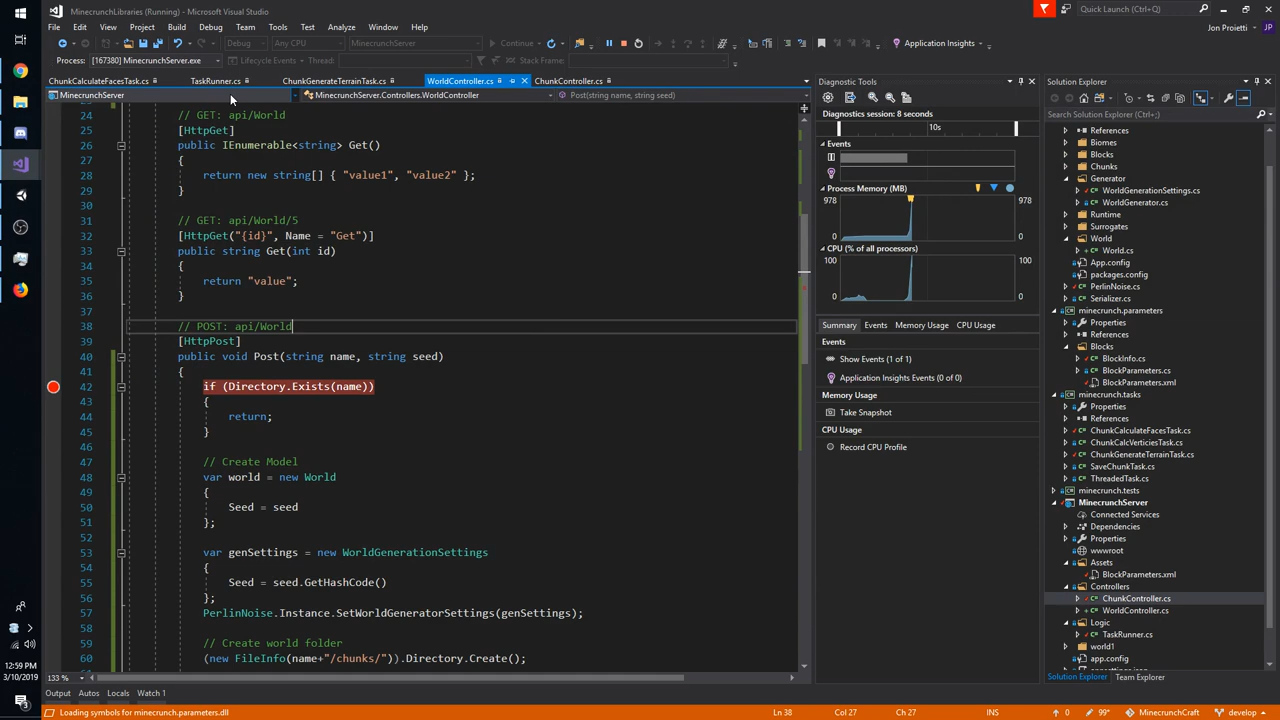 MinecrunchLibraries (Running) - Microsoft Visual Studio
Quick Launch (Ctrl+Q)
File Edit View Project Build Debug Team Tools Test Analyze Window Help
Jon Proietti JP
Debug Any CPU MinecrunchServer Continue Application Insights
Process: [167380] MinecrunchServer.exe Lifecycle Events Thread: Stack Frame:
ChunkCalculateFacesTask.cs TaskRunner.cs ChunkGenerateTerrainTask.cs WorldController.cs ChunkController.cs
MinecrunchServer MinecrunchServer.Controllers.WorldController Post(string name, string seed)
24 // GET: api/World
25 [HttpGet]
26 public IEnumerable<string> Get()
27 {
28 return new string[] { "value1", "value2" };
29 }
30
31 // GET: api/World/5
32 [HttpGet("{id}", Name = "Get")]
33 public string Get(int id)
34 {
35 return "value";
36 }
37
38 // POST: api/World
39 [HttpPost]
40 public void Post(string name, string seed)
41 {
42 if (Directory.Exists(name))
43 {
44 return;
45 }
46
47 // Create Model
48 var world = new World
49 {
50 Seed = seed
51 };
52
53 var genSettings = new WorldGenerationSettings
54 {
55 Seed = seed.GetHashCode()
56 };
57 PerlinNoise.Instance.SetWorldGeneratorSettings(genSettings);
58
59 // Create world folder
60 (new FileInfo(name+"/chunks/")).Directory.Create();
133 %
Output Autos Locals Watch 1
Loading symbols for minecrunch.parameters.dll
Ln 38 Col 27 Ch 27 INS 0 99* MinecrunchCraft develop
12:59 PM
3/10/2019
3
Diagnostic Tools
Diagnostics session: 8 seconds
10s
Events
Process Memory (MB)
978 978
0 0
CPU (% of all processors)
100 100
0 0
Summary Events Memory Usage CPU Usage
Events
Show Events (1 of 1)
Application Insights Events (0 of 0)
Memory Usage
Take Snapshot
CPU Usage
Record CPU Profile
Solution Explorer
Search Solution Explorer (Ctrl+;)
References
Biomes
Blocks
Chunks
Generator
WorldGenerationSettings.cs
WorldGenerator.cs
Runtime
Surrogates
World
World.cs
App.config
packages.config
PerlinNoise.cs
Serializer.cs
minecrunch.parameters
Properties
References
Blocks
BlockInfo.cs
BlockParameters.cs
BlockParameters.xml
minecrunch.tasks
Properties
References
ChunkCalculateFacesTask.cs
ChunkCalcVerticiesTask.cs
ChunkGenerateTerrainTask.cs
SaveChunkTask.cs
ThreadedTask.cs
minecrunch.tests
MinecrunchServer
Connected Services
Dependencies
Properties
wwwroot
Assets
BlockParameters.xml
Controllers
ChunkController.cs
WorldController.cs
Logic
TaskRunner.cs
world1
app.config
Solution Explorer Team Explorer